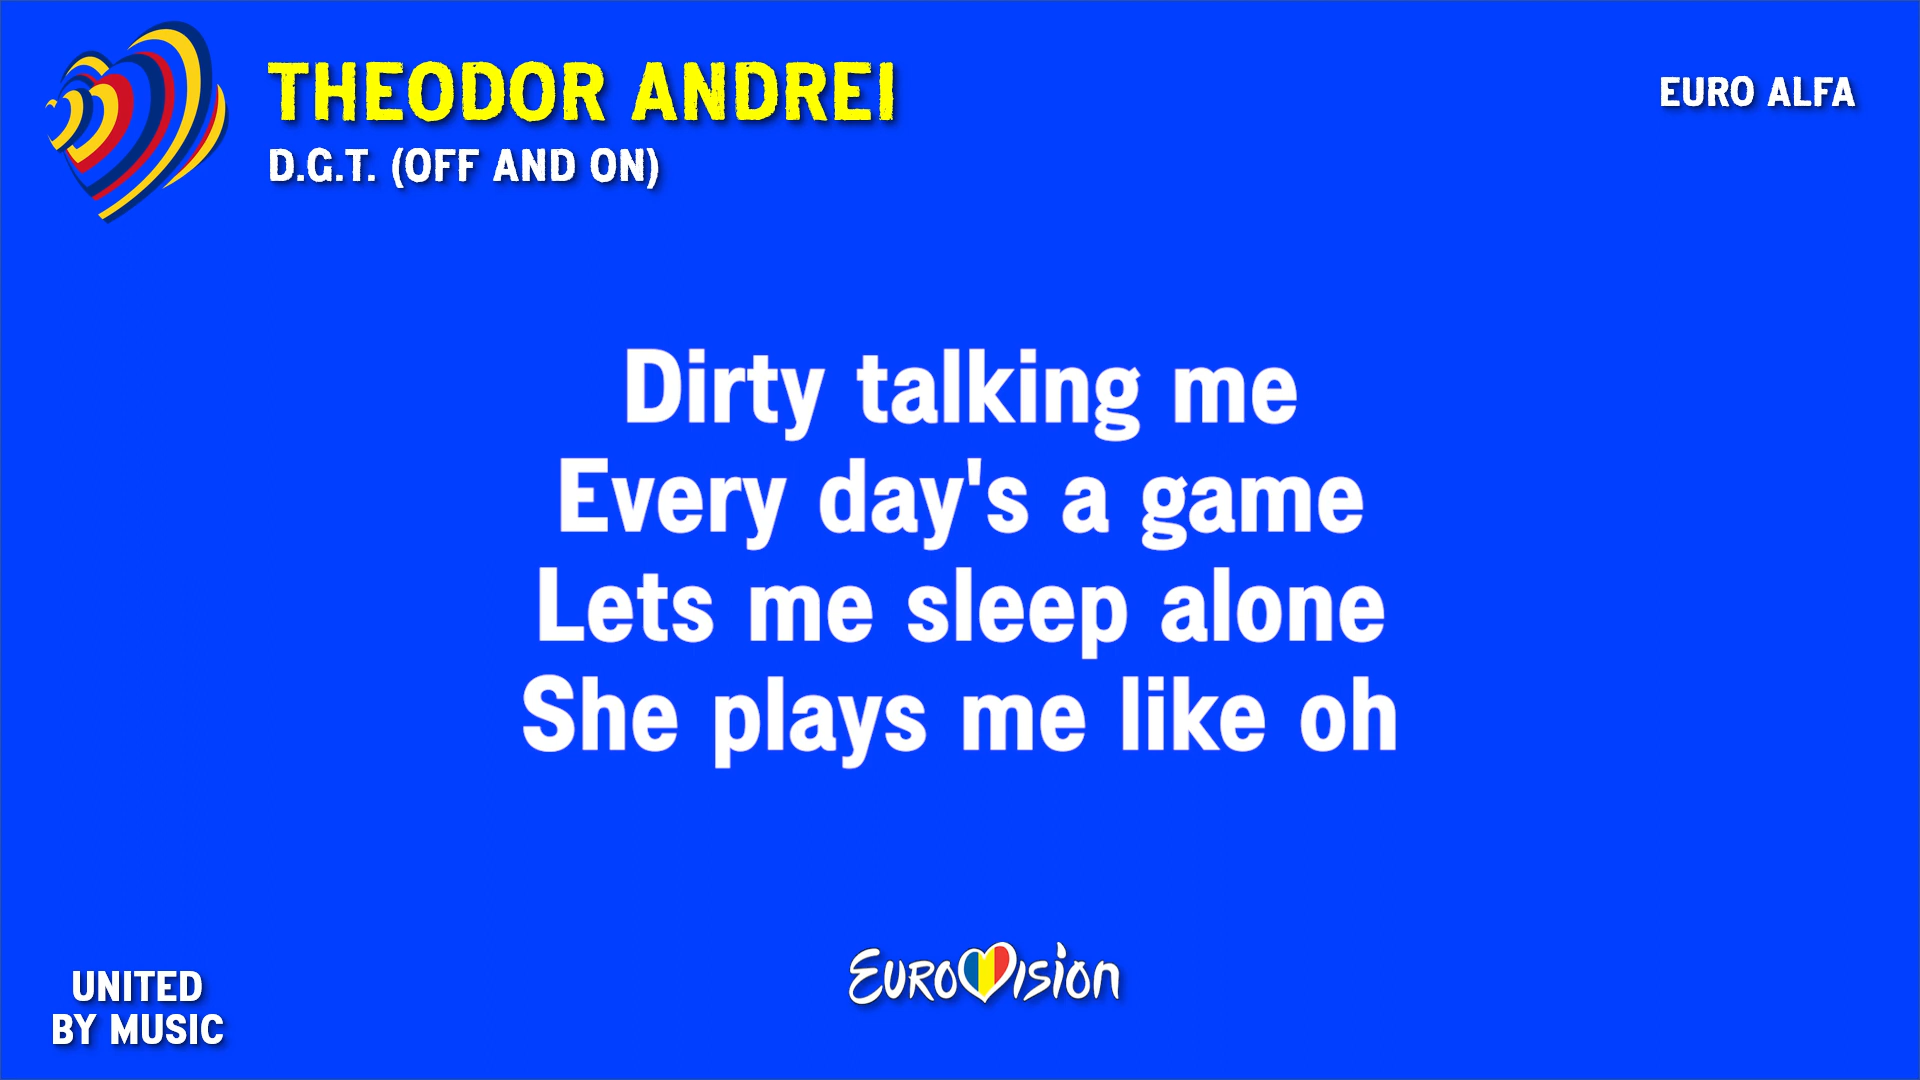 THEODOR ANDREI
D.G.T. (OFF AND ON)
EURO ALFA
Dirty talking me
Every day's a game
Lets me sleep alone
She plays me like oh
UNITED
BY MUSIC
EUROVISION